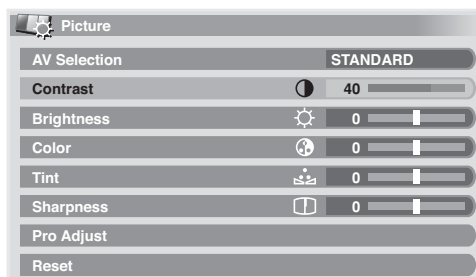 Picture
AV Selection STANDARD
Contrast 40
Brightness 0
Color 0
Tint 0
Sharpness 0
Pro Adjust
Reset